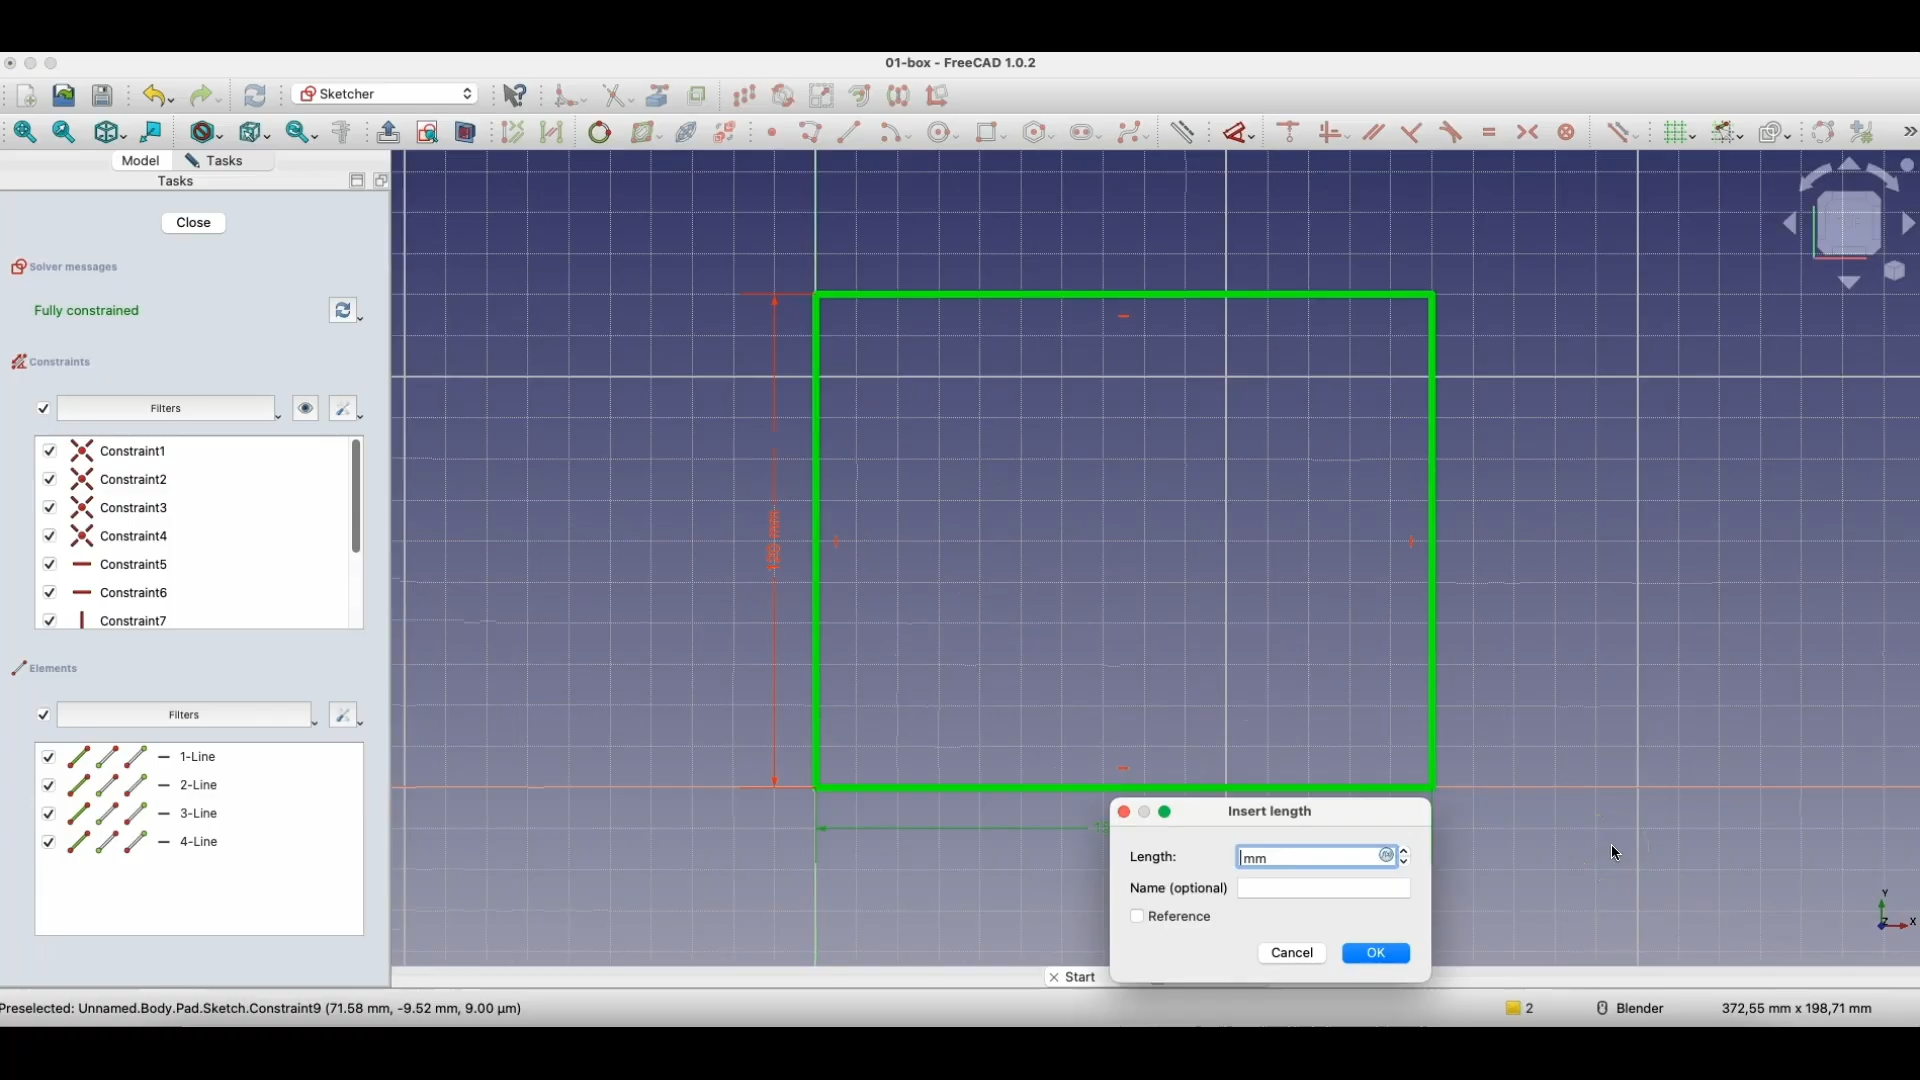 01-box - FreeCAD 1.0.2
Sketcher
Model
Tasks
Tasks
Close
Solver messages
Fully constrained
Constraints
Filters
Constraint1
Constraint2
Constraint3
Constraint4
Constraint5
Constraint6
Constraint7
Elements
Filters
1-Line
2-Line
3-Line
4-Line
Insert length
Length:
mm
Name (optional)
Reference
Cancel
OK
× Start
Y
Z
X
Preselected: Unnamed.Body.Pad.Sketch.Constraint9 (71.58 mm, -9.52 mm, 9.00 µm)
2
Blender
372,55 mm x 198,71 mm